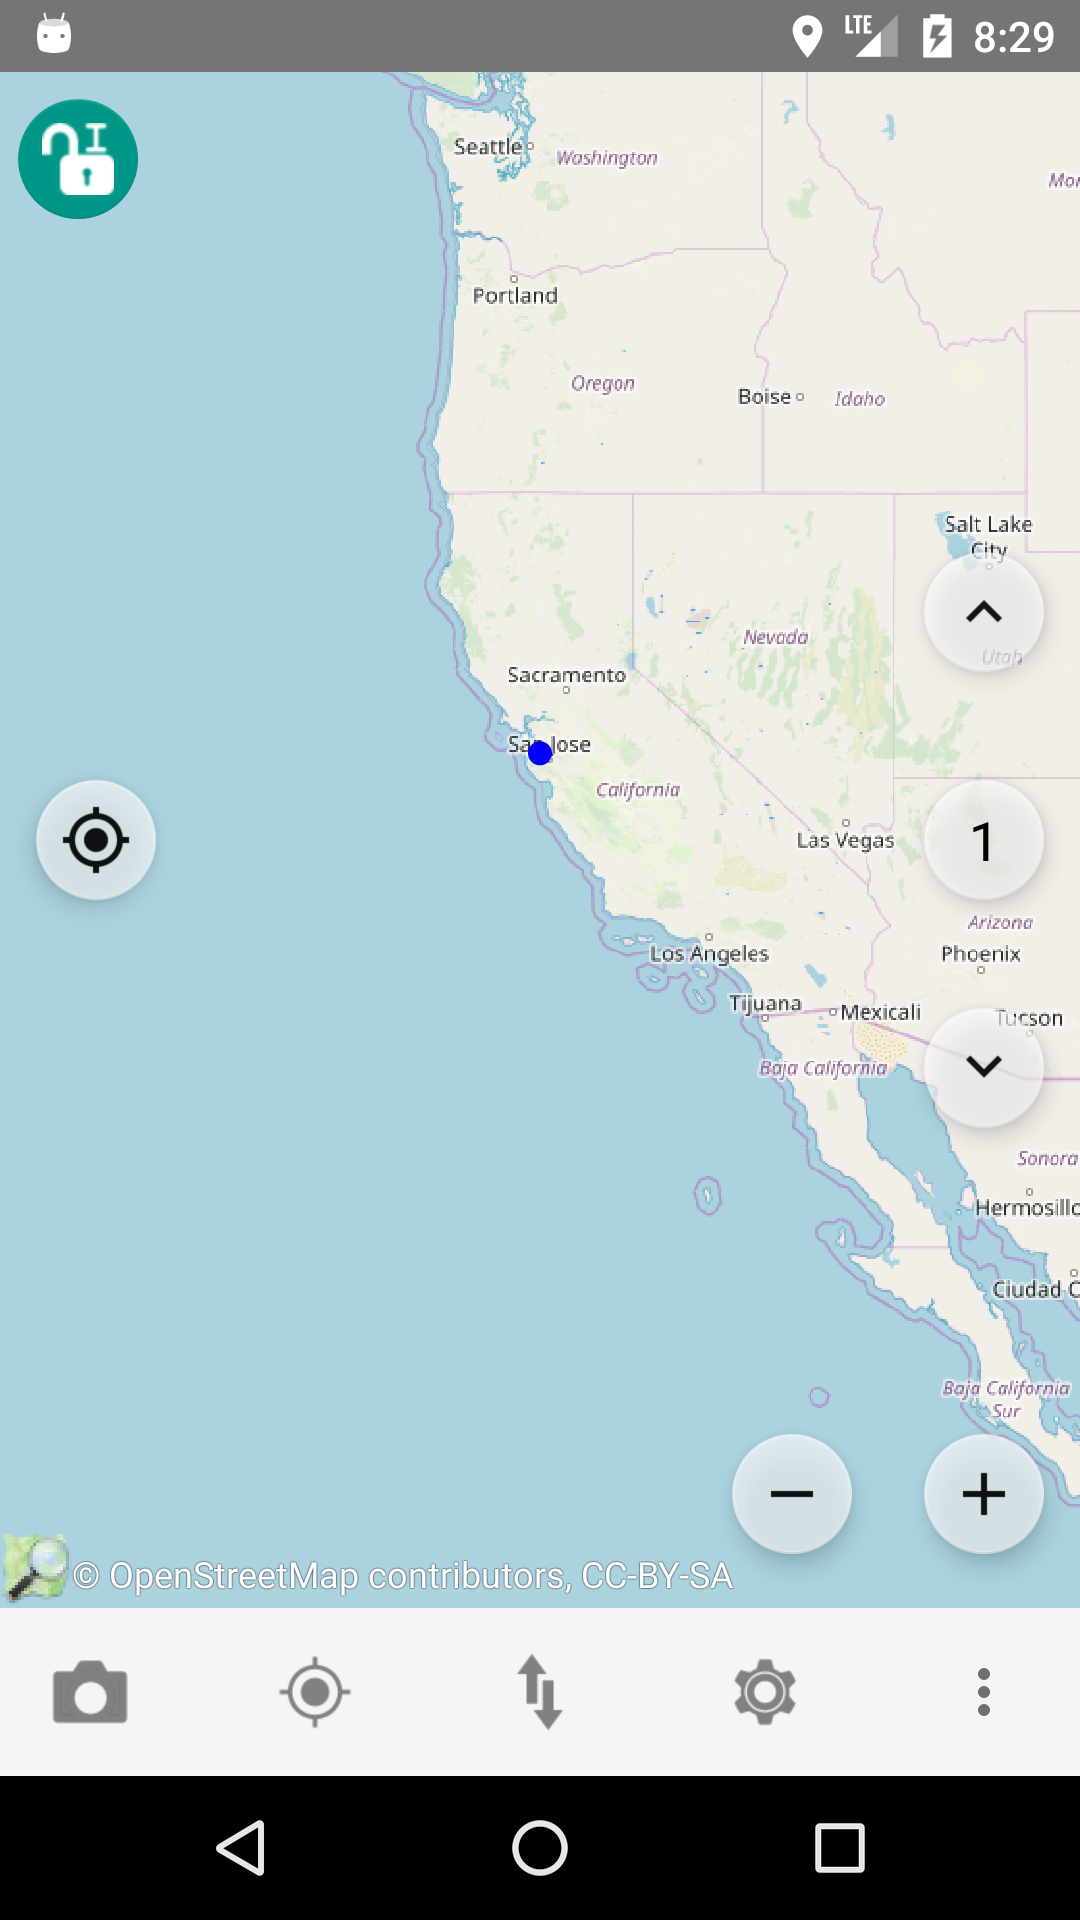 LTE 8:29
Seattle
Washington
Mon
Portland
Oregon
Boise
Idaho
Salt Lake
City
Nevada
Utah
Sacramento
San Jose
California
1
Las Vegas
Arizona
Los Angeles
Phoenix
Tijuana
Mexicali
Tucson
Baja California
Sonora
Hermosillo
Ciudad O
Baja California
Sur
© OpenStreetMap contributors, CC-BY-SA